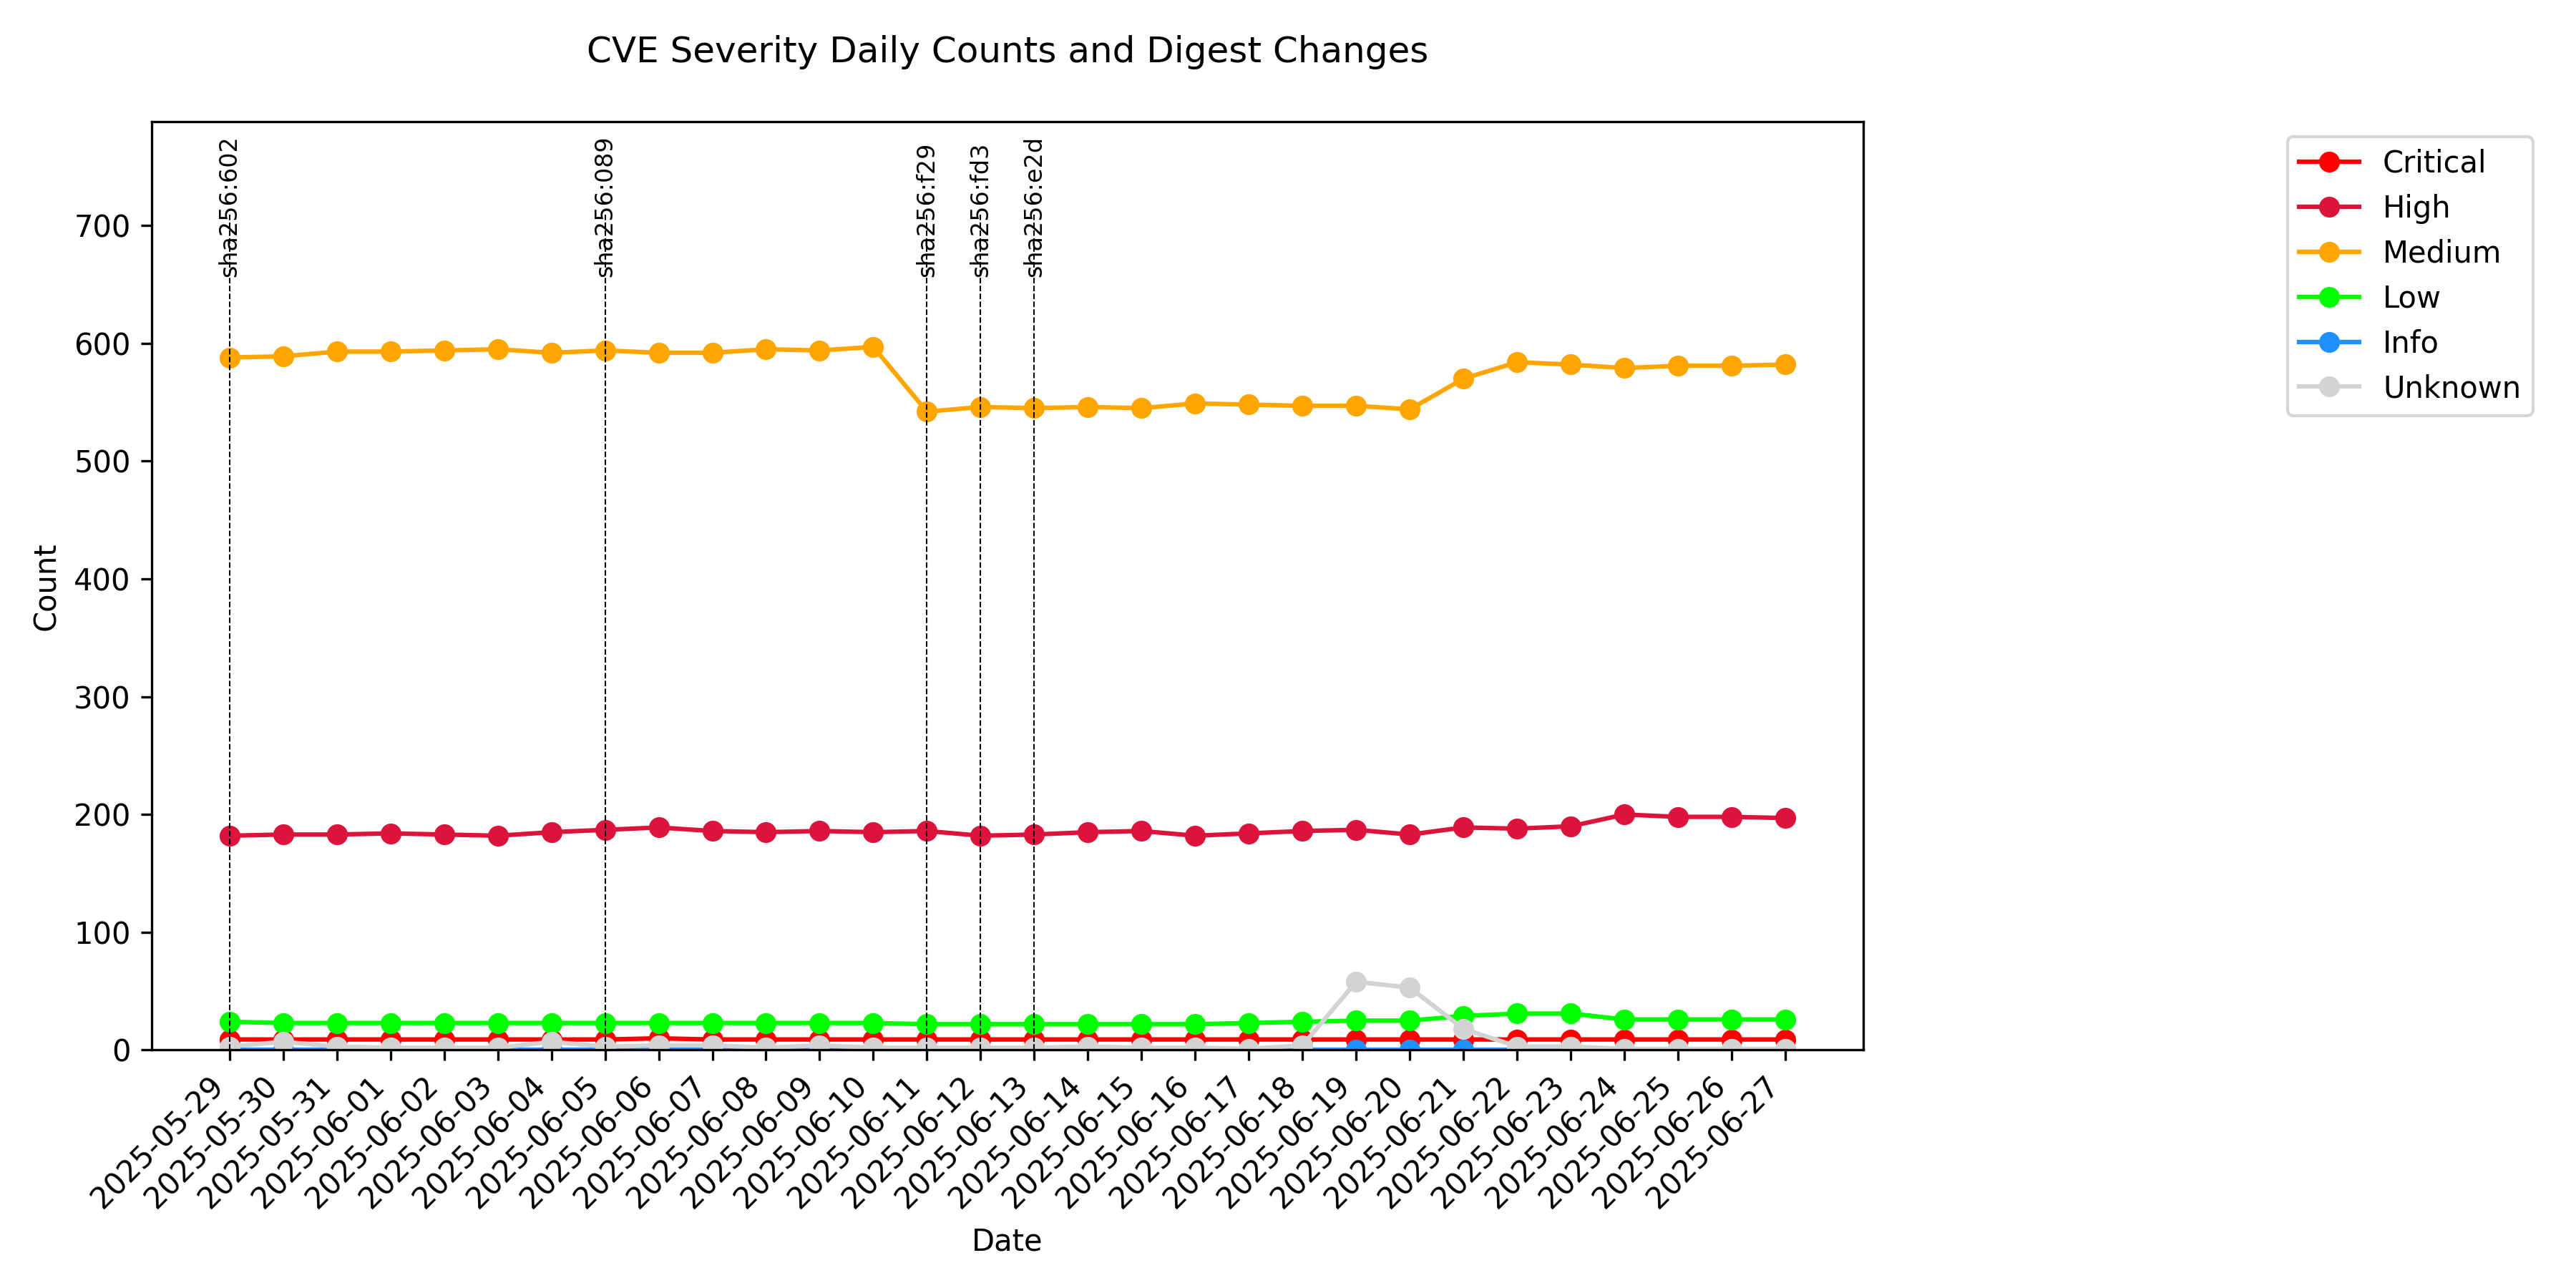 CVE Severity Daily Counts and Digest Changes
sha256:602
sha256:089
sha256:f29
sha256:fd3
sha256:e2d
Critical
High
Medium
Low
Info
Unknown
700
600
500
400
300
200
100
0
Count
2025-05-29
2025-05-30
2025-05-31
2025-06-01
2025-06-02
2025-06-03
2025-06-04
2025-06-05
2025-06-06
2025-06-07
2025-06-08
2025-06-09
2025-06-10
2025-06-11
2025-06-12
2025-06-13
2025-06-14
2025-06-15
2025-06-16
2025-06-17
2025-06-18
2025-06-19
2025-06-20
2025-06-21
2025-06-22
2025-06-23
2025-06-24
2025-06-25
2025-06-26
2025-06-27
Date